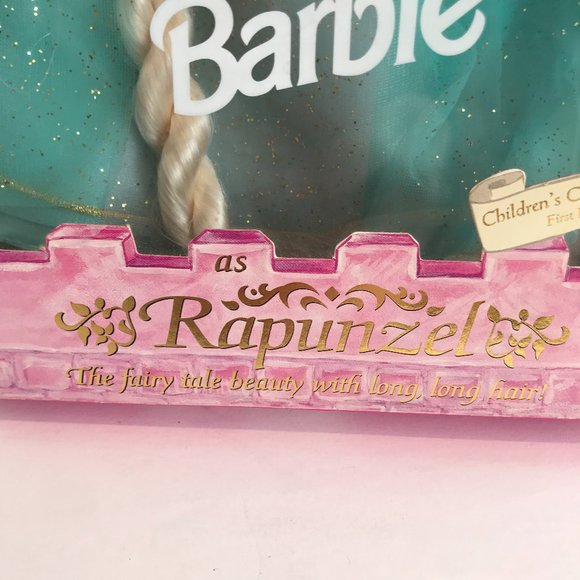 Barbie
Children's C
First
as
Rapunzel
The fairy tale beauty with long, long hair!